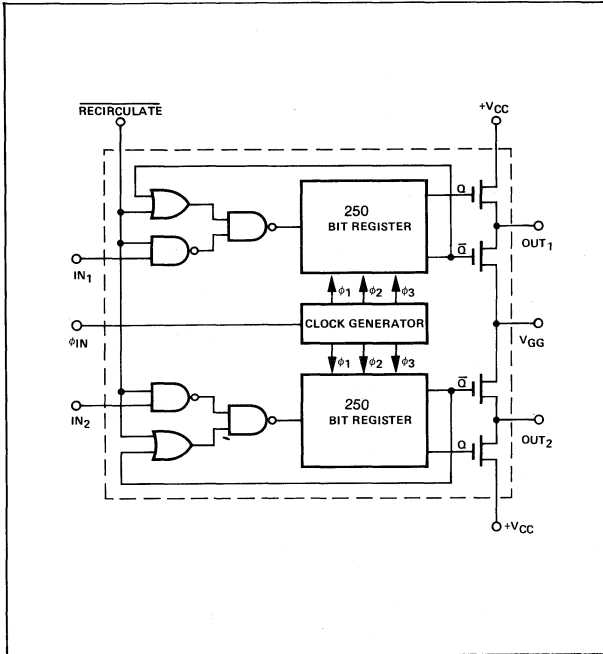 RECIRCULATE
+VCC
Q
250
BIT REGISTER
OUT1
Q̅
IN1
ϕ1 ϕ2 ϕ3
ϕIN
CLOCK GENERATOR
VGG
ϕ1 ϕ2 ϕ3
Q̅
IN2
250
BIT REGISTER
OUT2
Q
+VCC